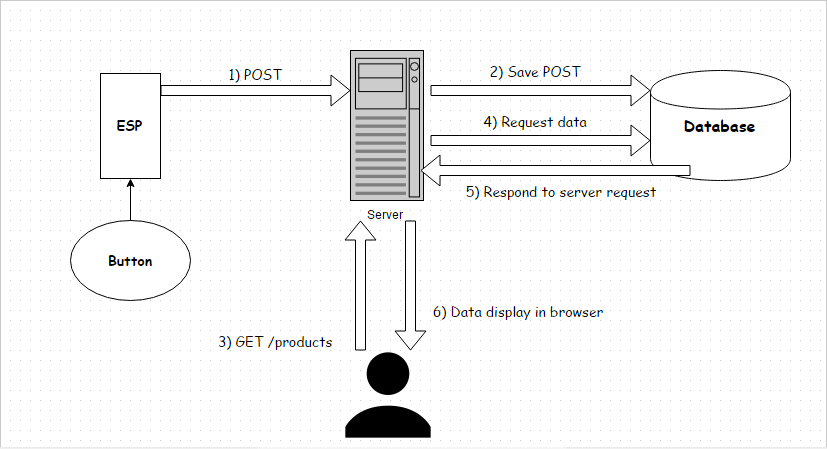 1) POST
2) Save POST
ESP
4) Request data
Database
5) Respond to server request
Server
Button
6) Data display in browser
3) GET /products